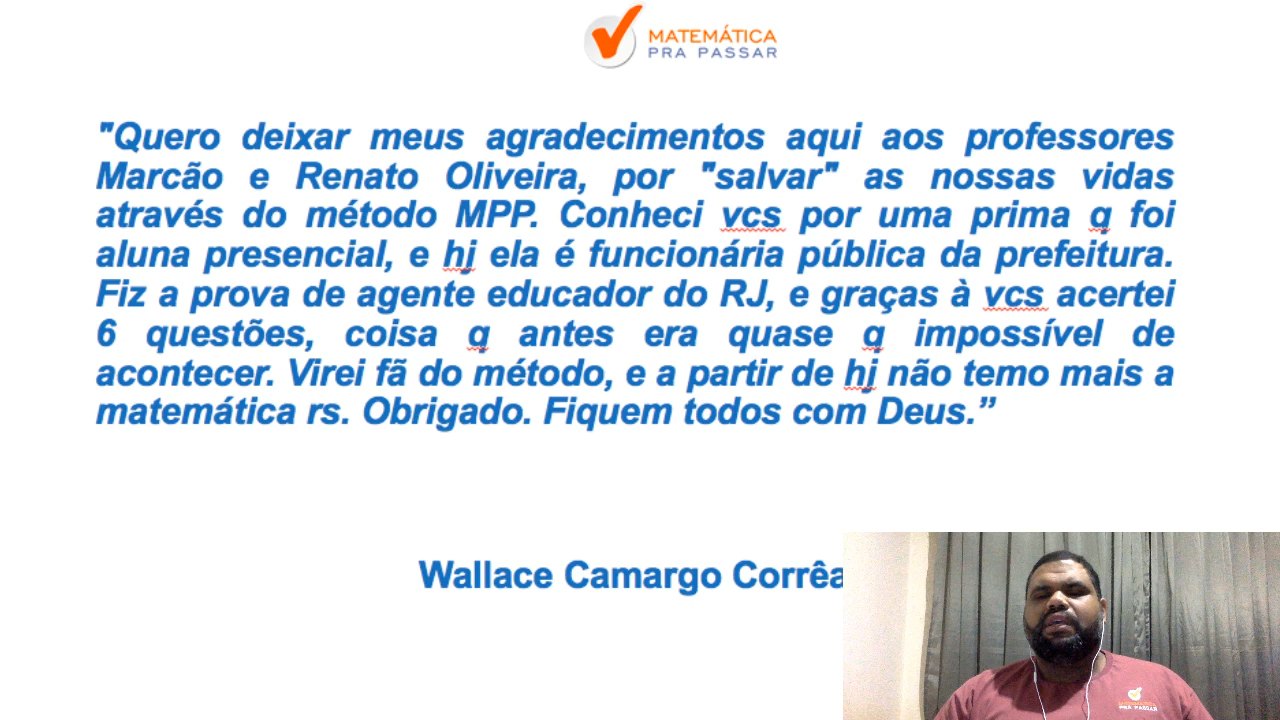 MATEMÁTICA
PRA PASSAR
"Quero deixar meus agradecimentos aqui aos professores
Marcão e Renato Oliveira, por "salvar" as nossas vidas
através do método MPP. Conheci vcs por uma prima q foi
aluna presencial, e hj ela é funcionária pública da prefeitura.
Fiz a prova de agente educador do RJ, e graças à vcs acertei
6 questões, coisa q antes era quase q impossível de
acontecer. Virei fã do método, e a partir de hj não temo mais a
matemática rs. Obrigado. Fiquem todos com Deus.”
Wallace Camargo Corrêa
MATEMÁTICA
PRA PASSAR